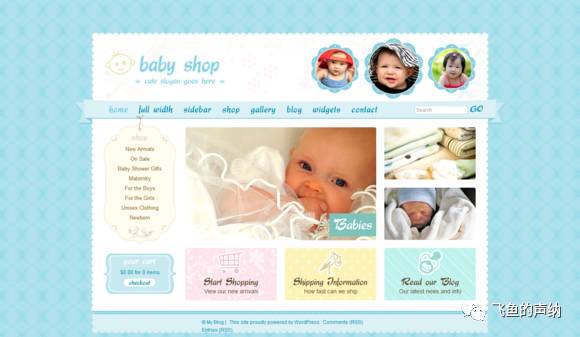 baby shop
cute slogan goes here
home full width sidebar shop gallery blog widgets contact
Search GO
shop
New Arrivals
On Sale
Baby Shower Gifts
Maternity
For the Boys
For the Girls
Unisex Clothing
Newborn
Babies
your cart
$0.00 for 0 items
checkout
Start Shopping
View our new arrivals
Shipping Information
How fast can we ship
Read our Blog
Our latest news and info
© My Blog | This site proudly powered by WordPress Comments (RSS)
Entries (RSS)
飞鱼的声纳